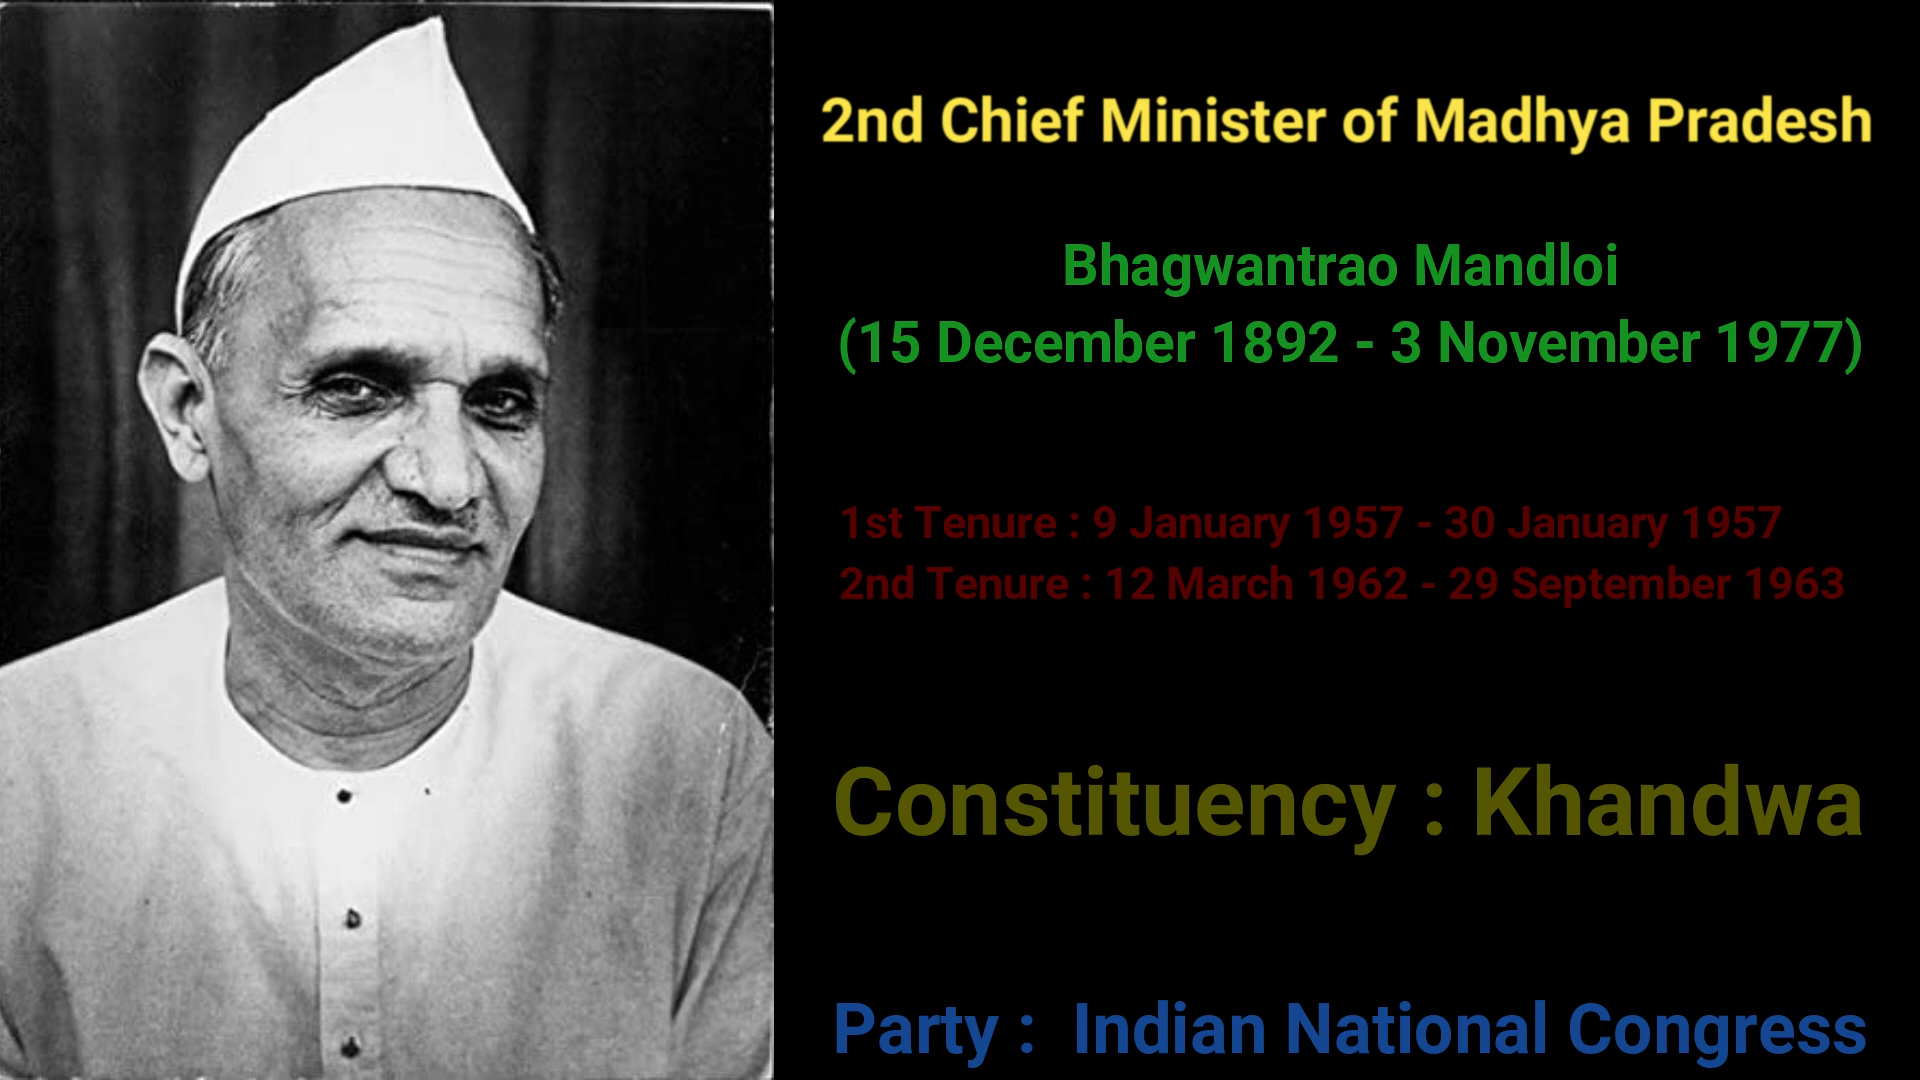 2nd Chief Minister of Madhya Pradesh
Bhagwantrao Mandloi
(15 December 1892 - 3 November 1977)
1st Tenure : 9 January 1957 - 30 January 1957
2nd Tenure : 12 March 1962 - 29 September 1963
Constituency : Khandwa
Party : Indian National Congress